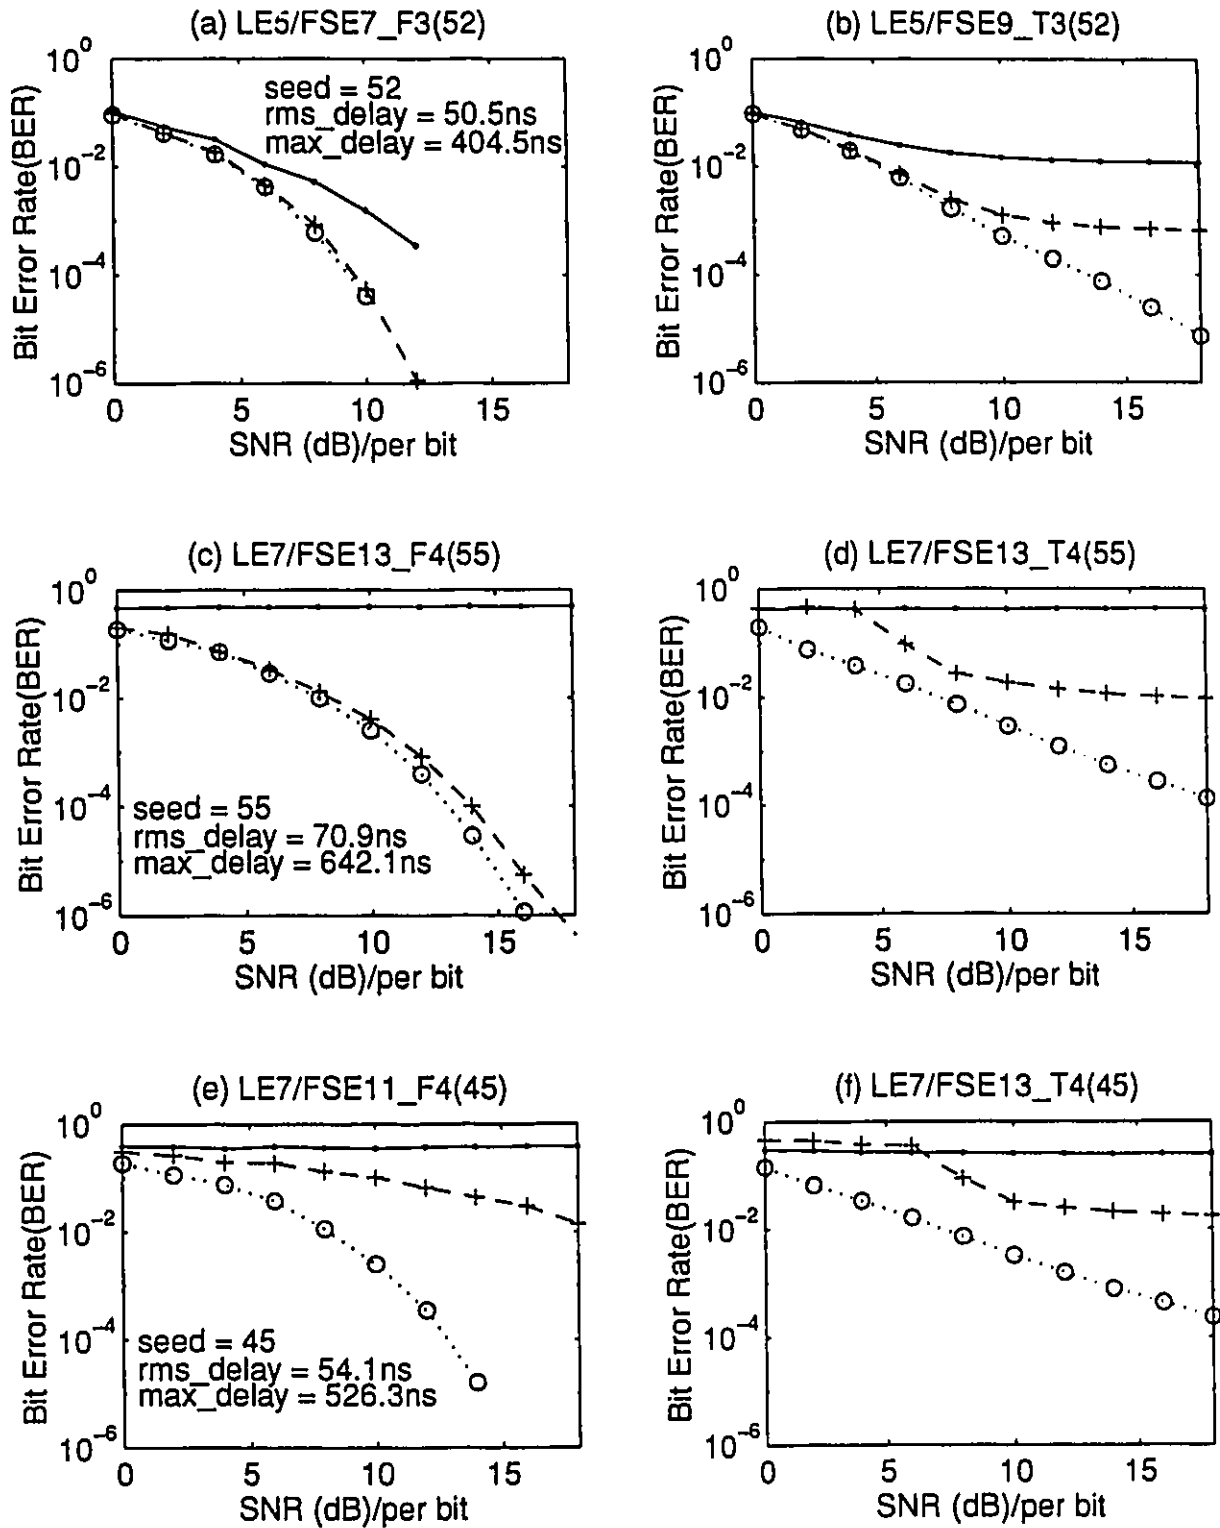 (a) LE5/FSE7_F3(52)
10^0
10^-2
10^-4
10^-6
Bit Error Rate(BER)
seed = 52
rms_delay = 50.5ns
max_delay = 404.5ns
0 5 10 15
SNR (dB)/per bit
(b) LE5/FSE9_T3(52)
10^0
10^-2
10^-4
10^-6
Bit Error Rate(BER)
0 5 10 15
SNR (dB)/per bit
(c) LE7/FSE13_F4(55)
10^0
10^-2
10^-4
10^-6
Bit Error Rate(BER)
seed = 55
rms_delay = 70.9ns
max_delay = 642.1ns
0 5 10 15
SNR (dB)/per bit
(d) LE7/FSE13_T4(55)
10^0
10^-2
10^-4
10^-6
Bit Error Rate(BER)
0 5 10 15
SNR (dB)/per bit
(e) LE7/FSE11_F4(45)
10^0
10^-2
10^-4
10^-6
Bit Error Rate(BER)
seed = 45
rms_delay = 54.1ns
max_delay = 526.3ns
0 5 10 15
SNR (dB)/per bit
(f) LE7/FSE13_T4(45)
10^0
10^-2
10^-4
10^-6
Bit Error Rate(BER)
0 5 10 15
SNR (dB)/per bit